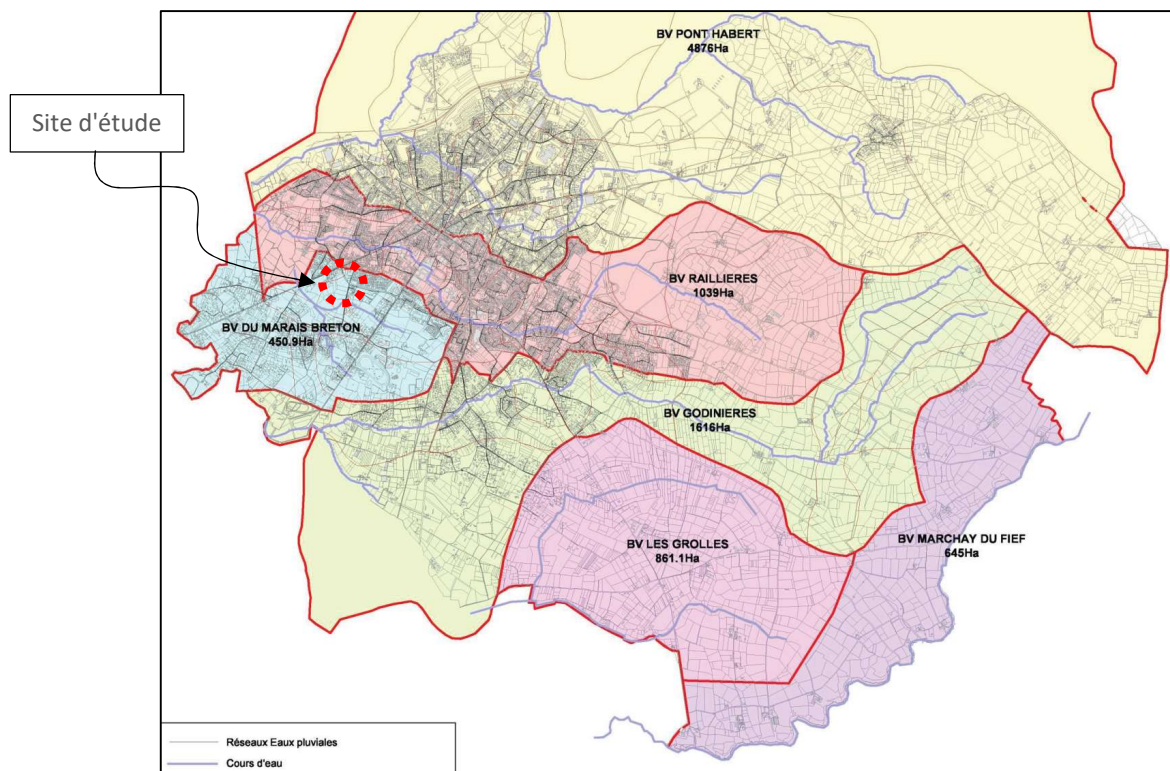 BV PONT HABERT
4876Ha
Site d'étude
BV RAILLIERES
1039Ha
BV DU MARAIS BRETON
450.9Ha
BV GODINIERES
1616Ha
BV LES GROLLES
861.1Ha
BV MARCHAY DU FIEF
645Ha
Réseaux Eaux pluviales
Cours d'eau